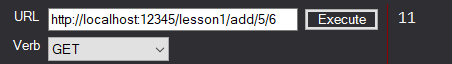 URL http://localhost:12345/lesson1/add/5/6 Execute 11
Verb GET